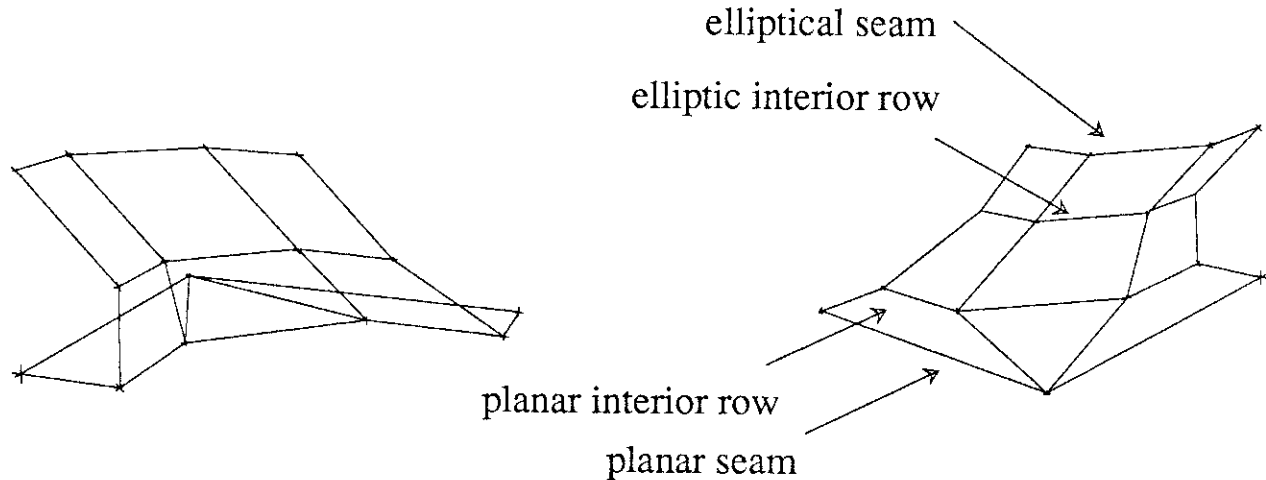 elliptical seam
elliptic interior row
planar interior row
planar seam